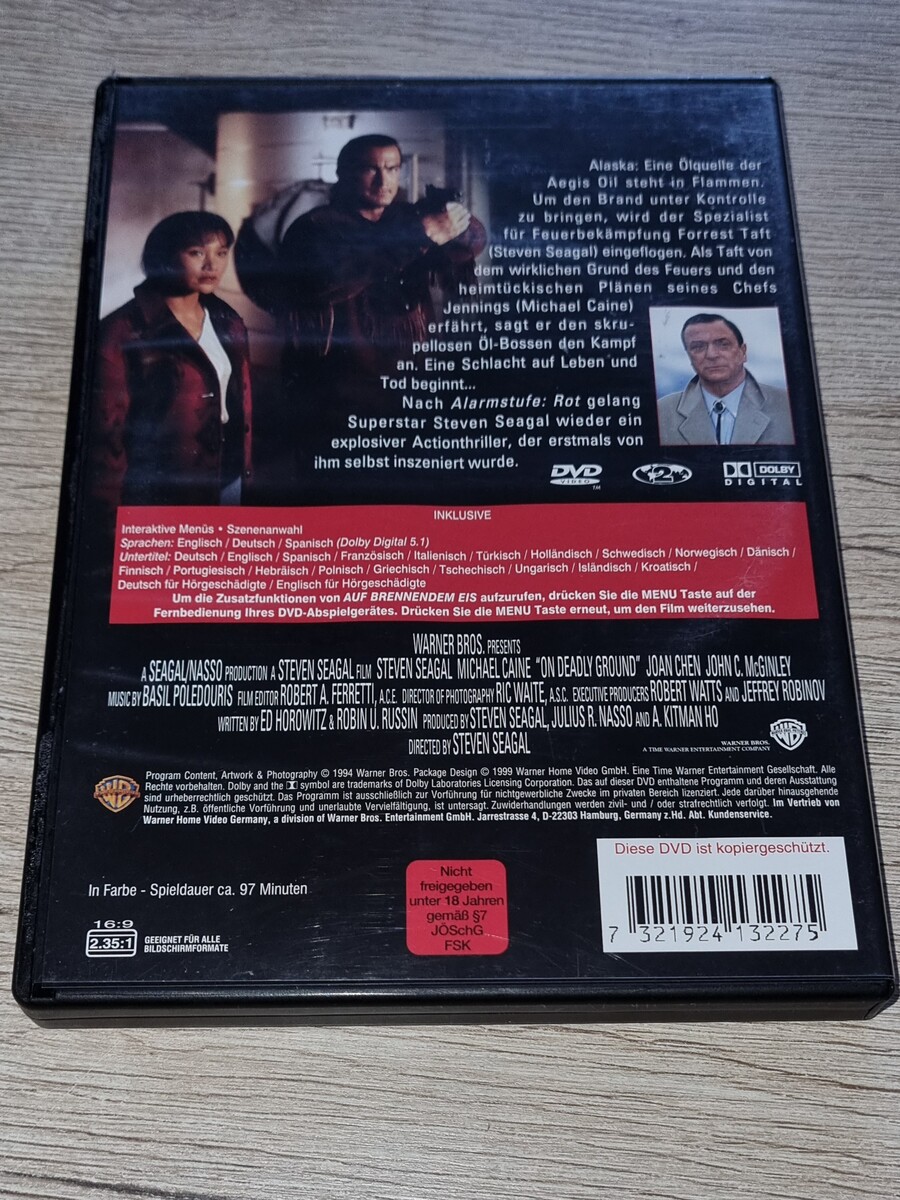 Alaska: Eine Ölquelle der
Aegis Oil steht in Flammen.
Um den Brand unter Kontrolle
zu bringen, wird der Spezialist
für Feuerbekämpfung Forrest Taft
(Steven Seagal) eingeflogen. Als Taft von
dem wirklichen Grund des Feuers und den
heimtückischen Plänen seines Chefs
Jennings (Michael Caine)
erfährt, sagt er den skru-
pellosen Öl-Bossen den Kampf
an. Eine Schlacht auf Leben und
Tod beginnt...
Nach Alarmstufe: Rot gelang
Superstar Steven Seagal wieder ein
explosiver Actionthriller, der erstmals von
ihm selbst inszeniert wurde.
DVD VIDEO TM
2
DOLBY DIGITAL
INKLUSIVE
Interaktive Menüs • Szenenanwahl
Sprachen: Englisch / Deutsch / Spanisch (Dolby Digital 5.1)
Untertitel: Deutsch / Englisch / Spanisch / Französisch / Italienisch / Türkisch / Holländisch / Schwedisch / Norwegisch / Dänisch /
Finnisch / Portugiesisch / Hebräisch / Polnisch / Griechisch / Tschechisch / Ungarisch / Isländisch / Kroatisch /
Deutsch für Hörgeschädigte / Englisch für Hörgeschädigte
Um die Zusatzfunktionen von AUF BRENNENDEM EIS aufzurufen, drücken Sie die MENU Taste auf der
Fernbedienung Ihres DVD-Abspielgerätes. Drücken Sie die MENU Taste erneut, um den Film weiterzusehen.
WARNER BROS. PRESENTS
A SEAGAL/NASSO PRODUCTION A STEVEN SEAGAL FILM STEVEN SEAGAL MICHAEL CAINE "ON DEADLY GROUND" JOAN CHEN JOHN C. McGINLEY
MUSIC BY BASIL POLEDOURIS FILM EDITOR ROBERT A. FERRETTI, A.C.E. DIRECTOR OF PHOTOGRAPHY RIC WAITE, A.S.C. EXECUTIVE PRODUCERS ROBERT WATTS AND JEFFREY ROBINOV
WRITTEN BY ED HOROWITZ & ROBIN U. RUSSIN PRODUCED BY STEVEN SEAGAL, JULIUS R. NASSO AND A. KITMAN HO
DIRECTED BY STEVEN SEAGAL
WARNER BROS.
A TIME WARNER ENTERTAINMENT COMPANY
Program Content, Artwork & Photography © 1994 Warner Bros. Package Design © 1999 Warner Home Video GmbH. Eine Time Warner Entertainment Gesellschaft. Alle
Rechte vorbehalten. Dolby and the DD symbol are trademarks of Dolby Laboratories Licensing Corporation. Das auf dieser DVD enthaltene Programm und deren Ausstattung
sind urheberrechtlich geschützt. Das Programm ist ausschließlich zur Vorführung für nichtgewerbliche Zwecke im privaten Bereich lizenziert. Jede darüber hinausgehende
Nutzung, z.B. öffentliche Vorführung und unerlaubte Vervielfältigung, ist untersagt. Zuwiderhandlungen werden zivil- und / oder strafrechtlich verfolgt. Im Vertrieb von
Warner Home Video Germany, a division of Warner Bros. Entertainment GmbH. Jarrestrasse 4, D-22303 Hamburg, Germany z.Hd. Abt. Kundenservice.
Diese DVD ist kopiergeschützt.
7 321924 132275
In Farbe - Spieldauer ca. 97 Minuten
Nicht
freigegeben
unter 18 Jahren
gemäß §7
JÖSchG
FSK
16:9
2.35:1
GEEIGNET FÜR ALLE
BILDSCHIRMFORMATE